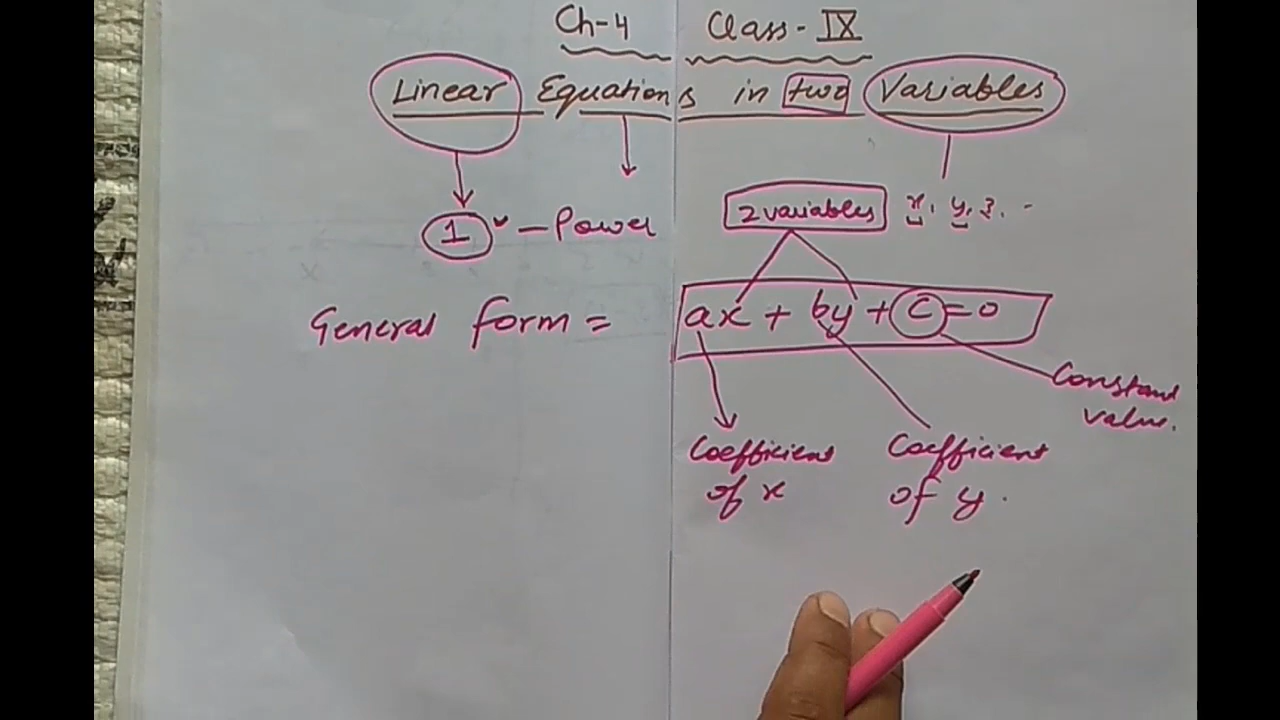 Ch-4 Class-IX
Linear Equations in two Variables
2 variables x, y, z, -
1 - Power
General form = ax + by + c = 0
Constant value.
Coefficient of x
Coefficient of y.